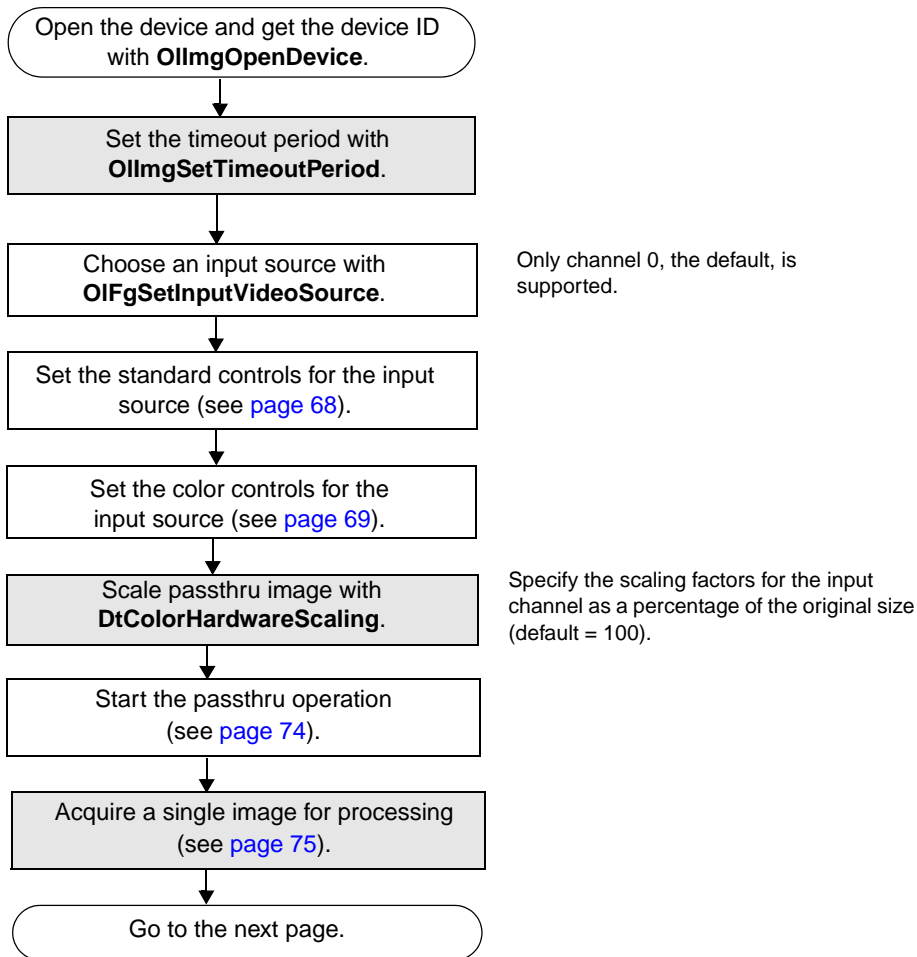 Open the device and get the device ID
with OlImgOpenDevice.
Set the timeout period with
OlImgSetTimeoutPeriod.
Choose an input source with
OlFgSetInputVideoSource.
Only channel 0, the default, is
supported.
Set the standard controls for the input
source (see page 68).
Set the color controls for the
input source (see page 69).
Scale passthru image with
DtColorHardwareScaling.
Specify the scaling factors for the input
channel as a percentage of the original size
(default = 100).
Start the passthru operation
(see page 74).
Acquire a single image for processing
(see page 75).
Go to the next page.